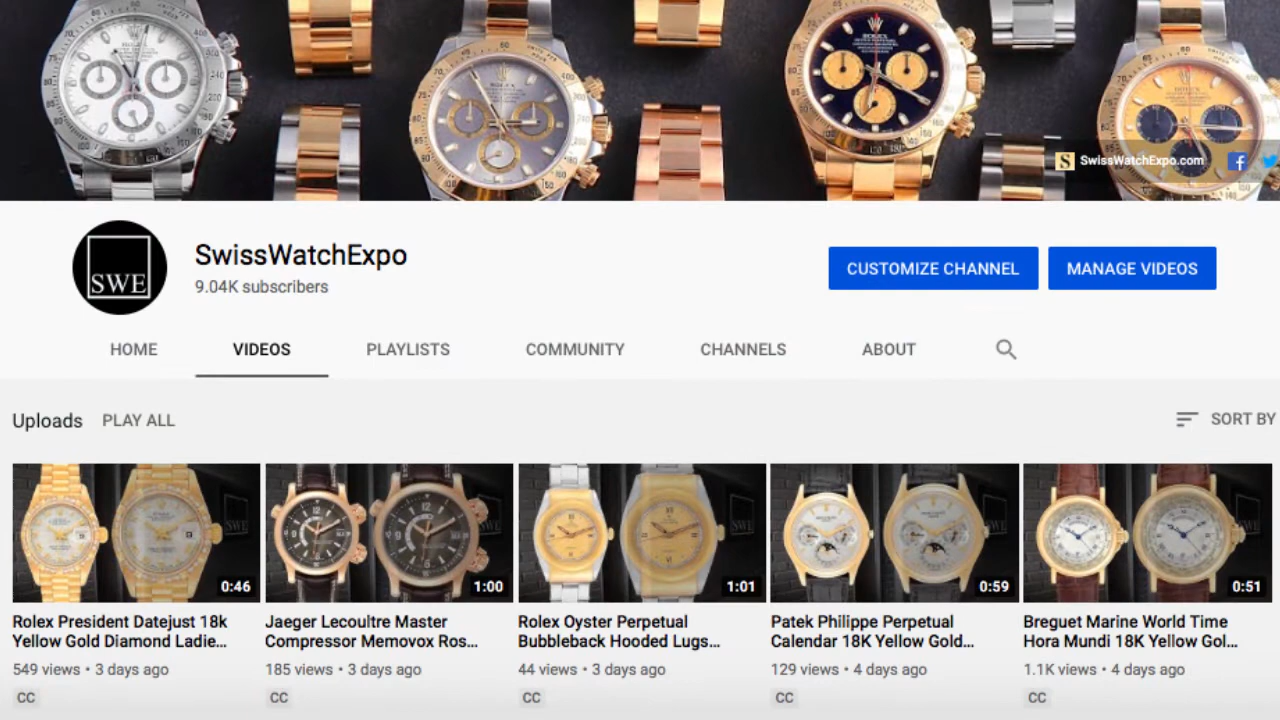 SwissWatchExpo.com
SWE
SwissWatchExpo
9.04K subscribers
CUSTOMIZE CHANNEL
MANAGE VIDEOS
HOME
VIDEOS
PLAYLISTS
COMMUNITY
CHANNELS
ABOUT
Uploads
PLAY ALL
SORT BY
0:46
1:00
1:01
0:59
0:51
Rolex President Datejust 18k
Yellow Gold Diamond Ladie...
549 views • 3 days ago
CC
Jaeger Lecoultre Master
Compressor Memovox Ros...
185 views • 3 days ago
CC
Rolex Oyster Perpetual
Bubbleback Hooded Lugs...
44 views • 3 days ago
CC
Patek Philippe Perpetual
Calendar 18K Yellow Gold...
129 views • 4 days ago
CC
Breguet Marine World Time
Hora Mundi 18K Yellow Gol...
1.1K views • 4 days ago
CC